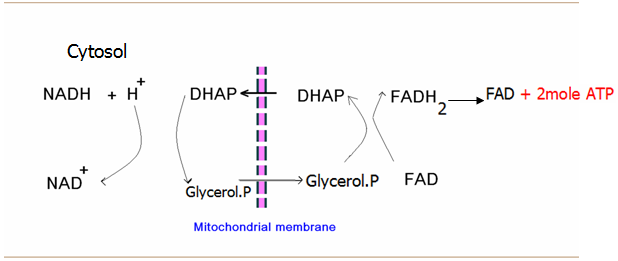 Cytosol
NADH + H+ DHAP DHAP FADH2 FAD + 2mole ATP
NAD+ Glycerol.P Glycerol.P FAD
Mitochondrial membrane